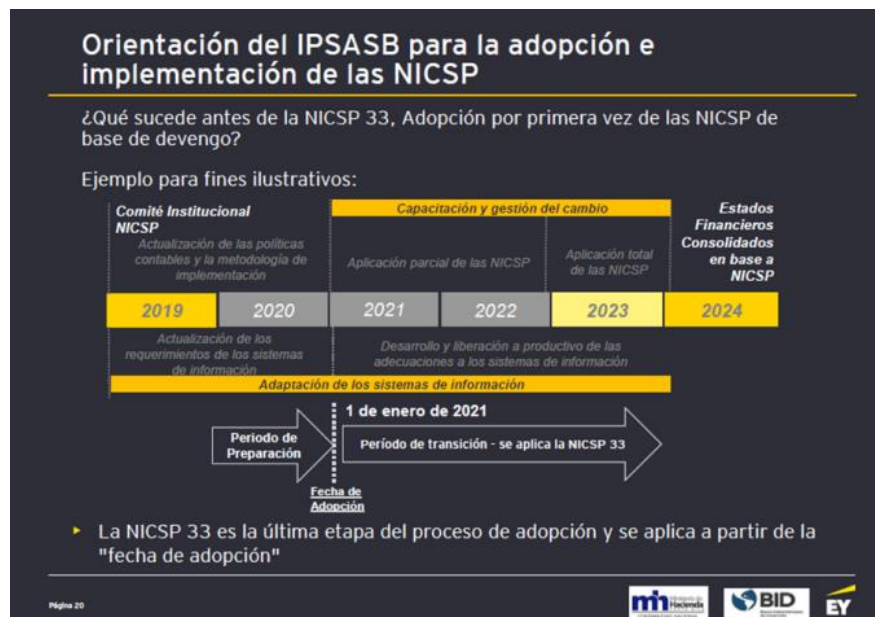 Orientación del IPSASB para la adopción e
implementación de las NICSP
¿Qué sucede antes de la NICSP 33, Adopción por primera vez de las NICSP de
base de devengo?
Ejemplo para fines ilustrativos:
Comité Institucional
NICSP
Actualización de las políticas
contables y la metodología de
implementación
Capacitación y gestión del cambio
Aplicación parcial de las NICSP
Aplicación total
de las NICSP
Estados
Financieros
Consolidados
en base a
NICSP
2019
2020
2021
2022
2023
2024
Actualización de los
requerimientos de los sistemas
de información
Desarrollo y liberación a productivo de las
adecuaciones a los sistemas de información
Adaptación de los sistemas de información
1 de enero de 2021
Periodo de
Preparación
Período de transición - se aplica la NICSP 33
Fecha de
Adopción
La NICSP 33 es la última etapa del proceso de adopción y se aplica a partir de la
"fecha de adopción"
Página 20
mh
Ministerio de
Hacienda
BID
EY